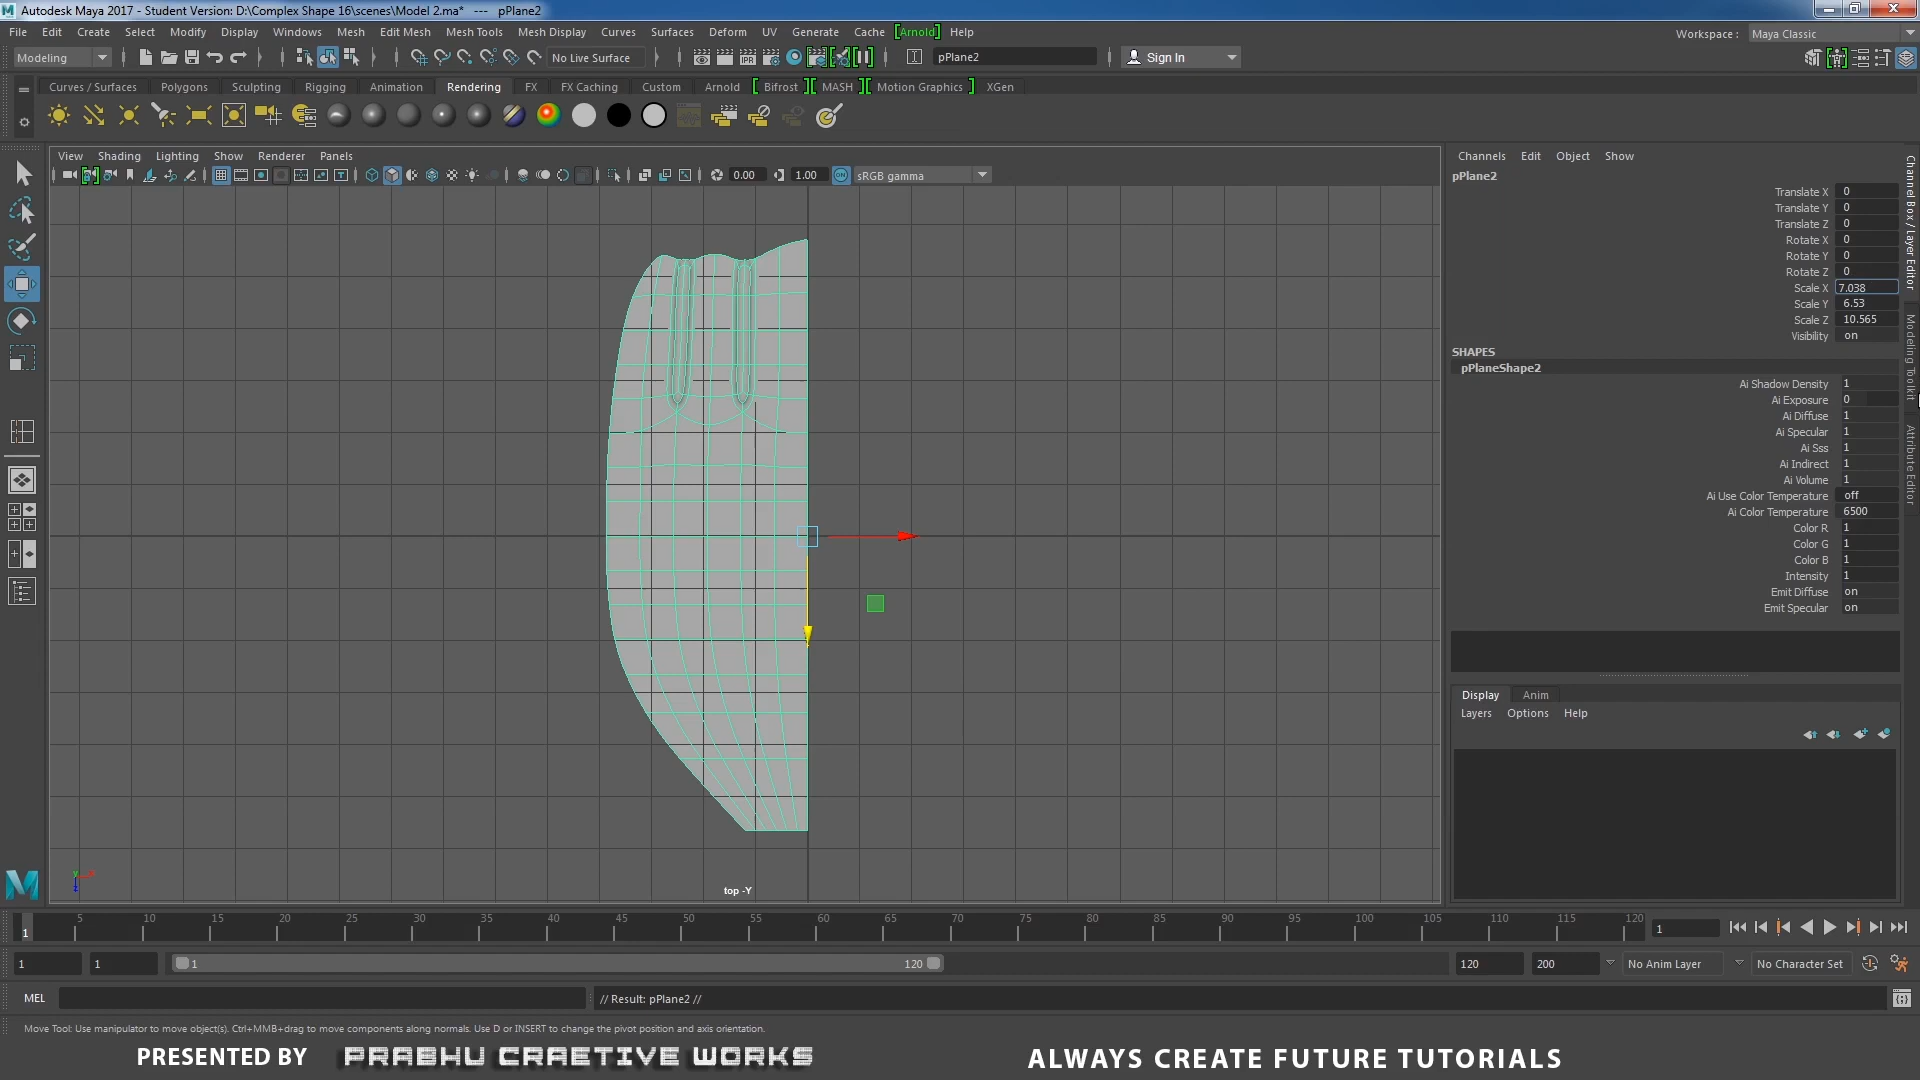 Autodesk Maya 2017 - Student Version: D:\Complex Shape 16\scenes\Model 2.ma* --- pPlane2
File Edit Create Select Modify Display Windows Mesh Edit Mesh Mesh Tools Mesh Display Curves Surfaces Deform UV Generate Cache [Arnold] Help
Workspace : Maya Classic
Modeling
No Live Surface
pPlane2
Sign In
Curves / Surfaces Polygons Sculpting Rigging Animation Rendering FX FX Caching Custom Arnold [ Bifrost ] [ MASH ] [ Motion Graphics ] XGen
View Shading Lighting Show Renderer Panels
0.00 1.00 ON sRGB gamma
top -Y
Channels Edit Object Show
pPlane2
Translate X 0
Translate Y 0
Translate Z 0
Rotate X 0
Rotate Y 0
Rotate Z 0
Scale X 7.038
Scale Y 6.53
Scale Z 10.565
Visibility on
SHAPES
pPlaneShape2
Ai Shadow Density 1
Ai Exposure 0
Ai Diffuse 1
Ai Specular 1
Ai Sss 1
Ai Indirect 1
Ai Volume 1
Ai Use Color Temperature off
Ai Color Temperature 6500
Color R 1
Color G 1
Color B 1
Intensity 1
Emit Diffuse on
Emit Specular on
Channel Box / Layer Editor
Modeling Toolkit
Attribute Editor
Display Anim
Layers Options Help
5 10 15 20 25 30 35 40 45 50 55 60 65 70 75 80 85 90 95 100 105 110 115 120
1
1
1 1 1 120 120 200 No Anim Layer No Character Set
MEL // Result: pPlane2 //
Move Tool: Use manipulator to move object(s). Ctrl+MMB+drag to move components along normals. Use D or INSERT to change the pivot position and axis orientation.
PRESENTED BY PRABHU CRAETIVE WORKS ALWAYS CREATE FUTURE TUTORIALS